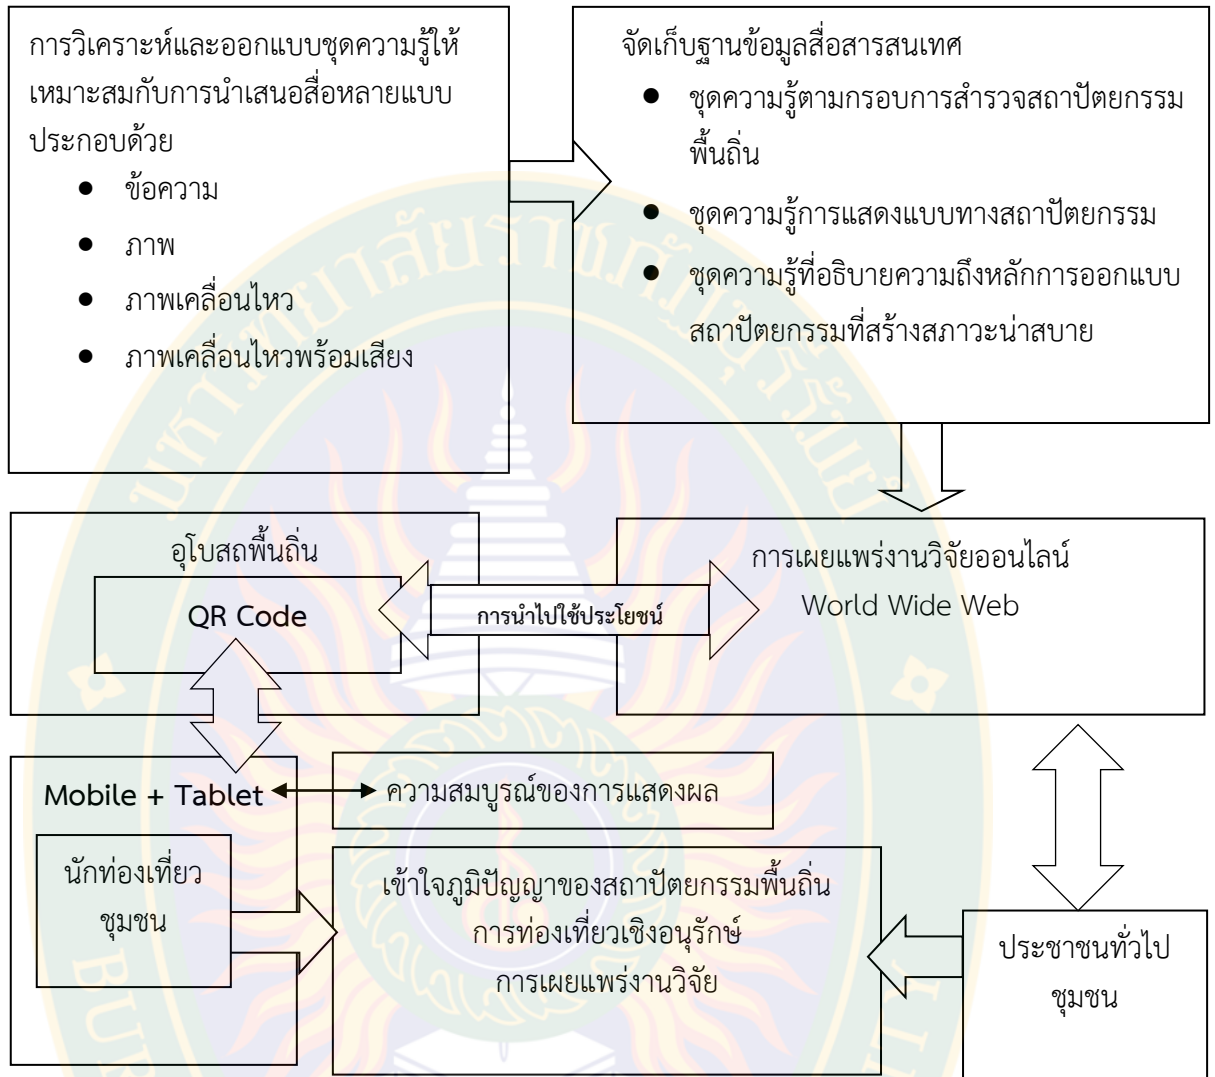 การวิเคราะห์และออกแบบชุดความรู้ให้
เหมาะสมกับการนำเสนอสื่อหลายแบบ
ประกอบด้วย
● ข้อความ
● ภาพ
● ภาพเคลื่อนไหว
● ภาพเคลื่อนไหวพร้อมเสียง
จัดเก็บฐานข้อมูลสื่อสารสนเทศ
● ชุดความรู้ตามกรอบการสำรวจสถาปัตยกรรม
พื้นถิ่น
● ชุดความรู้การแสดงแบบทางสถาปัตยกรรม
● ชุดความรู้ที่อธิบายความถึงหลักการออกแบบ
สถาปัตยกรรมที่สร้างสภาวะน่าสบาย
อุโบสถพื้นถิ่น
QR Code
การนำไปใช้ประโยชน์
การเผยแพร่งานวิจัยออนไลน์
World Wide Web
Mobile + Tablet
ความสมบูรณ์ของการแสดงผล
นักท่องเที่ยว
ชุมชน
เข้าใจภูมิปัญญาของสถาปัตยกรรมพื้นถิ่น
การท่องเที่ยวเชิงอนุรักษ์
การเผยแพร่งานวิจัย
ประชาชนทั่วไป
ชุมชน
มหาวิทยาลัยราชภัฏบุรีรัมย์